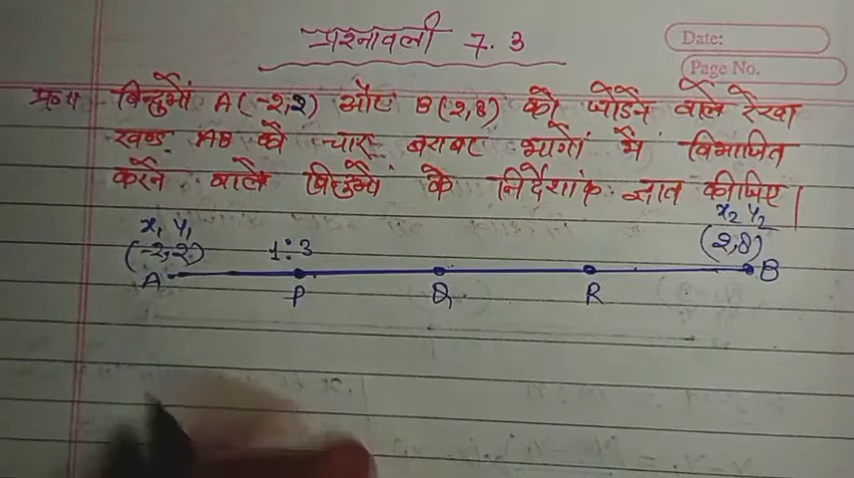 प्रश्नावली 7.3
Date:
Page No.
प्रश्न बिन्दुओं A(-2,2) और B(2,8) को जोड़ने वाले रेखा
खण्ड AB को चार बराबर भागों में विभाजित
करने वाले बिन्दुओं के निर्देशांक ज्ञात कीजिए|
x₁ y₁ x₂ y₂
(-2,2) 1:3 (2,8)
A B
P Q R